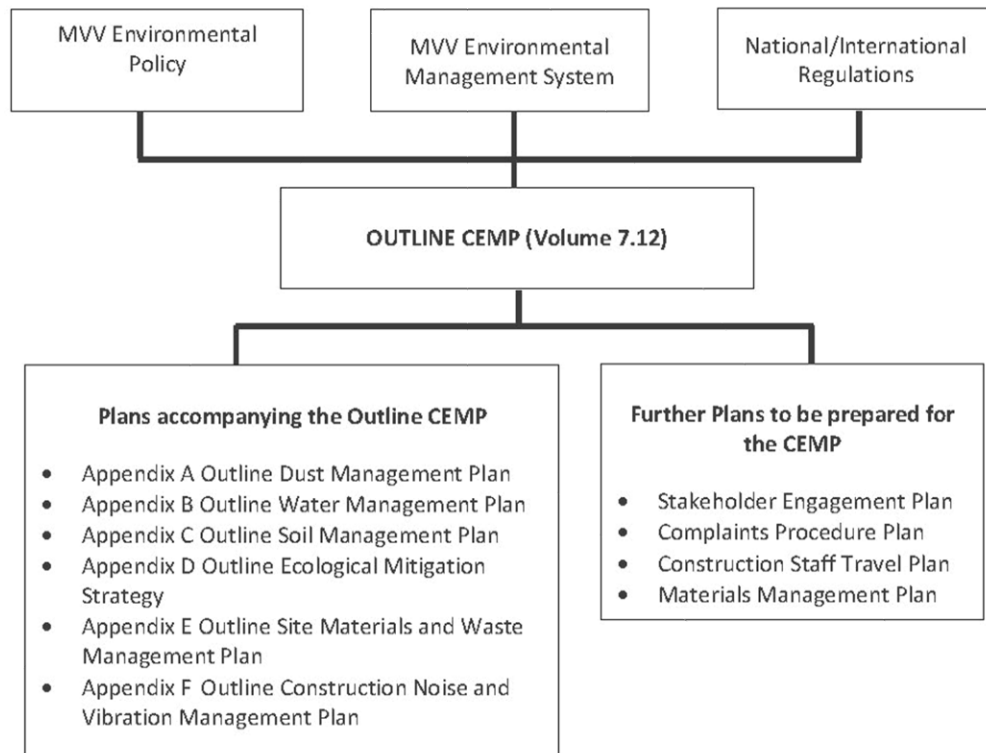 MVV Environmental
Policy
MVV Environmental
Management System
National/International
Regulations
OUTLINE CEMP (Volume 7.12)
Plans accompanying the Outline CEMP
• Appendix A Outline Dust Management Plan
• Appendix B Outline Water Management Plan
• Appendix C Outline Soil Management Plan
• Appendix D Outline Ecological Mitigation
Strategy
• Appendix E Outline Site Materials and Waste
Management Plan
• Appendix F Outline Construction Noise and
Vibration Management Plan
Further Plans to be prepared for
the CEMP
• Stakeholder Engagement Plan
• Complaints Procedure Plan
• Construction Staff Travel Plan
• Materials Management Plan